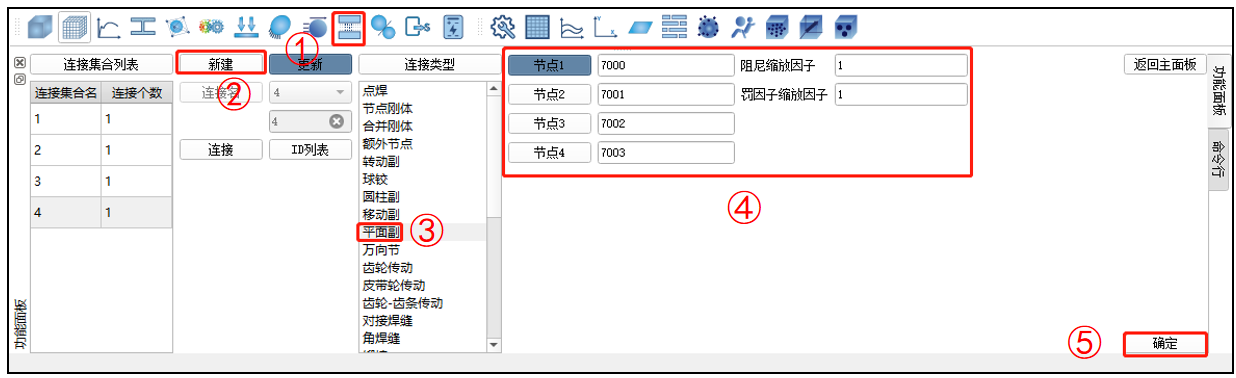 ①
连接集合列表
新建
更新
连接类型
节点1
7000
阻尼缩放因子
1
返回主面板
功能面板
连接集合名
连接个数
②
连接名
4
点焊
节点2
7001
罚因子缩放因子
1
1
1
4
节点刚体
合并刚体
节点3
7002
命令行
2
1
连接
ID列表
额外节点
转动副
节点4
7003
3
1
球铰
圆柱副
4
1
移动副
④
平面副
③
万向节
齿轮传动
皮带轮传动
齿轮-齿条传动
对接焊缝
角焊缝
功能面板
⑤
确定